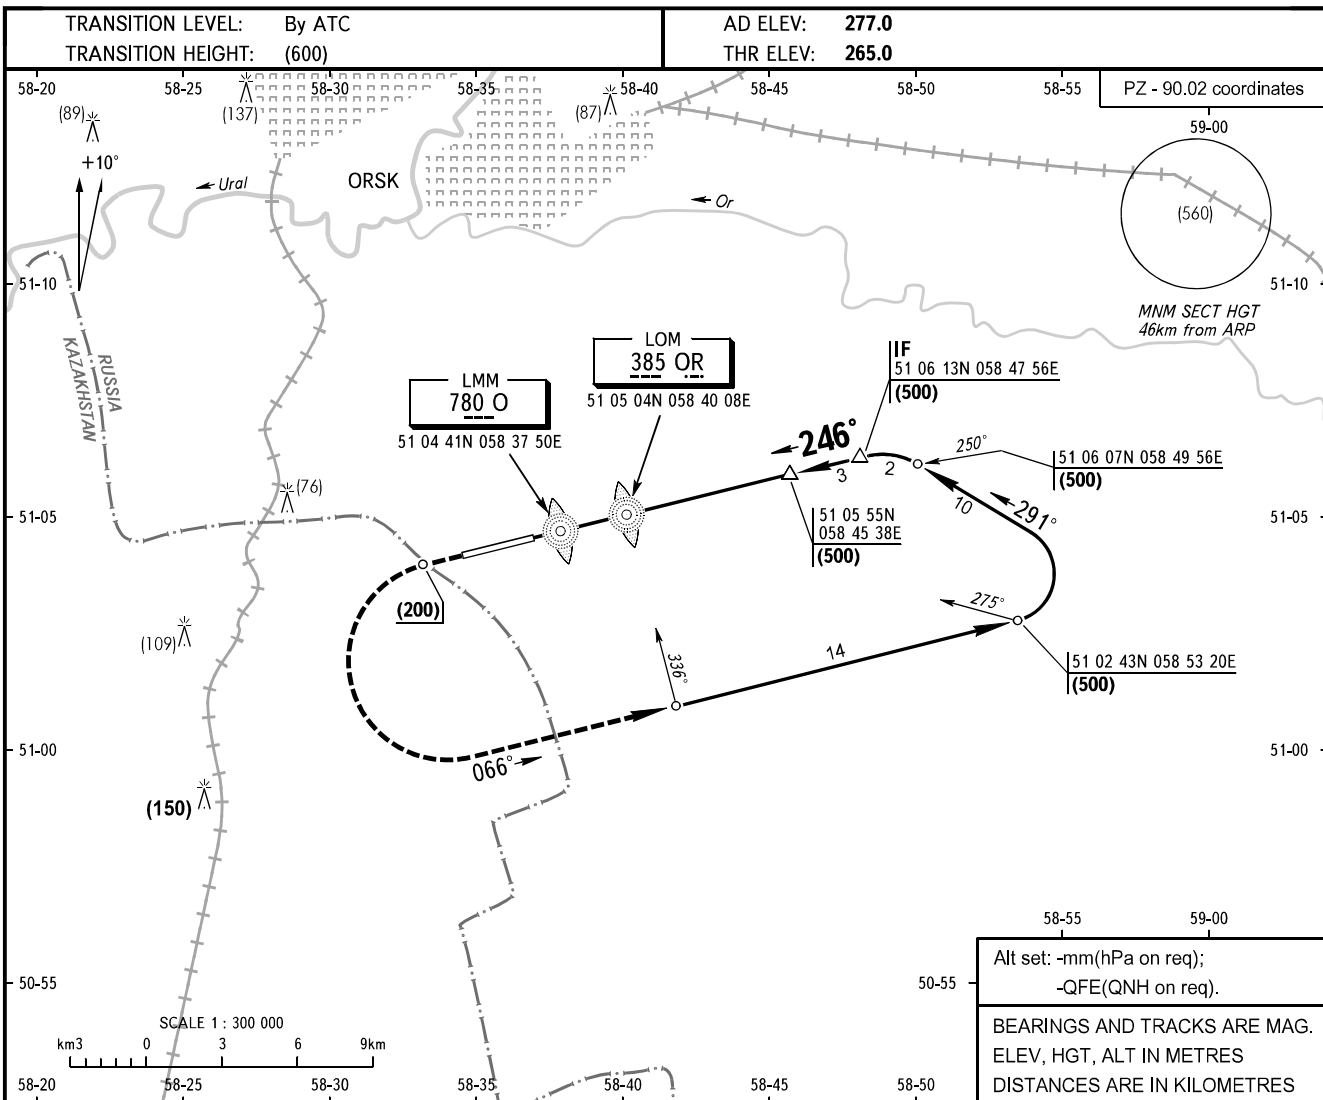 TRANSITION LEVEL: By ATC
TRANSITION HEIGHT: (600)
AD ELEV: 277.0
THR ELEV: 265.0
58-20 58-25 58-30 58-35 58-40 58-45 58-50 58-55
PZ - 90.02 coordinates
(89)
(137)
(87)
59-00
+10°
Ural
ORSK
Or
(560)
51-10
51-10
MNM SECT HGT
46km from ARP
RUSSIA
KAZAKHSTAN
LOM
385 OR
51 05 04N 058 40 08E
LMM
780 O
51 04 41N 058 37 50E
IF
51 06 13N 058 47 56E
(500)
246°
3
2
250°
51 06 07N 058 49 56E
(500)
(76)
10
291°
51-05
51-05
51 05 55N
058 45 38E
(500)
(200)
275°
(109)
336°
14
51 02 43N 058 53 20E
(500)
51-00
51-00
066°
(150)
58-55 59-00
50-55
50-55
Alt set: -mm(hPa on req);
-QFE(QNH on req).
SCALE 1 : 300 000
km3 0 3 6 9km
BEARINGS AND TRACKS ARE MAG.
ELEV, HGT, ALT IN METRES
DISTANCES ARE IN KILOMETRES
58-20 58-25 58-30 58-35 58-40 58-45 58-50